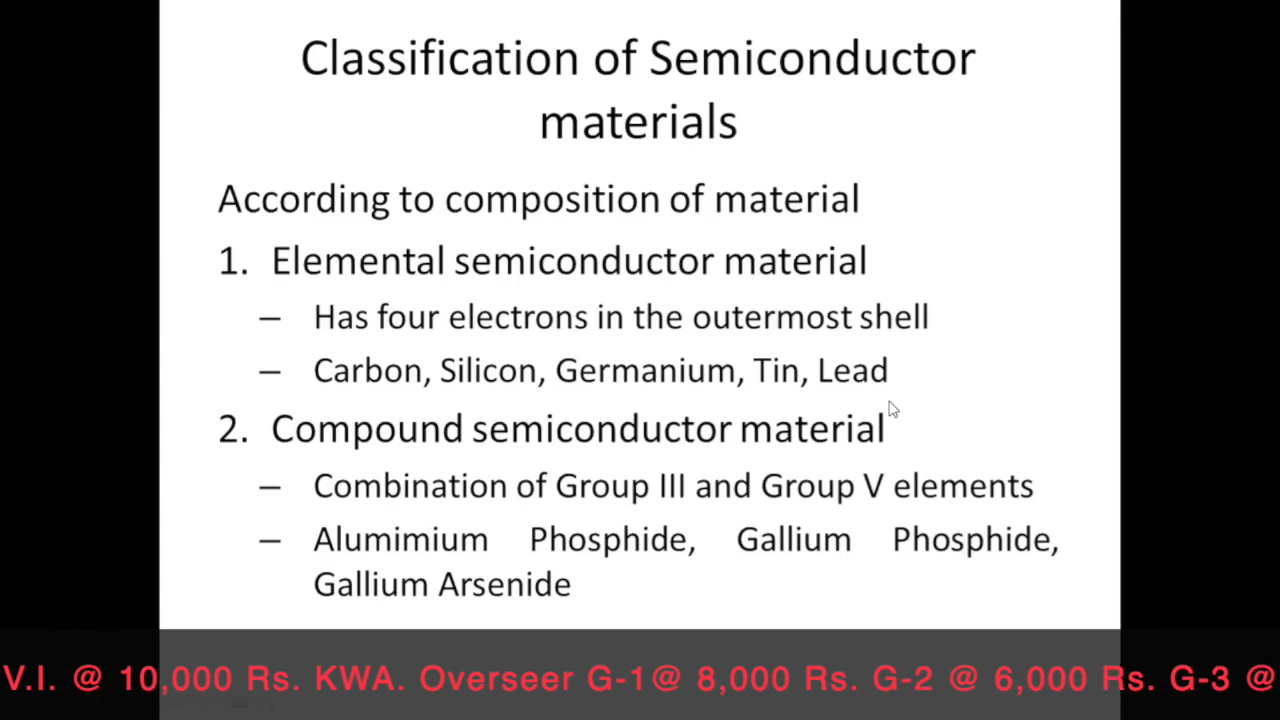 Classification of Semiconductor
materials
According to composition of material
1. Elemental semiconductor material
– Has four electrons in the outermost shell
– Carbon, Silicon, Germanium, Tin, Lead
2. Compound semiconductor material
– Combination of Group III and Group V elements
– Alumimium Phosphide, Gallium Phosphide,
Gallium Arsenide
V.I. @ 10,000 Rs. KWA. Overseer G-1@ 8,000 Rs. G-2 @ 6,000 Rs. G-3 @